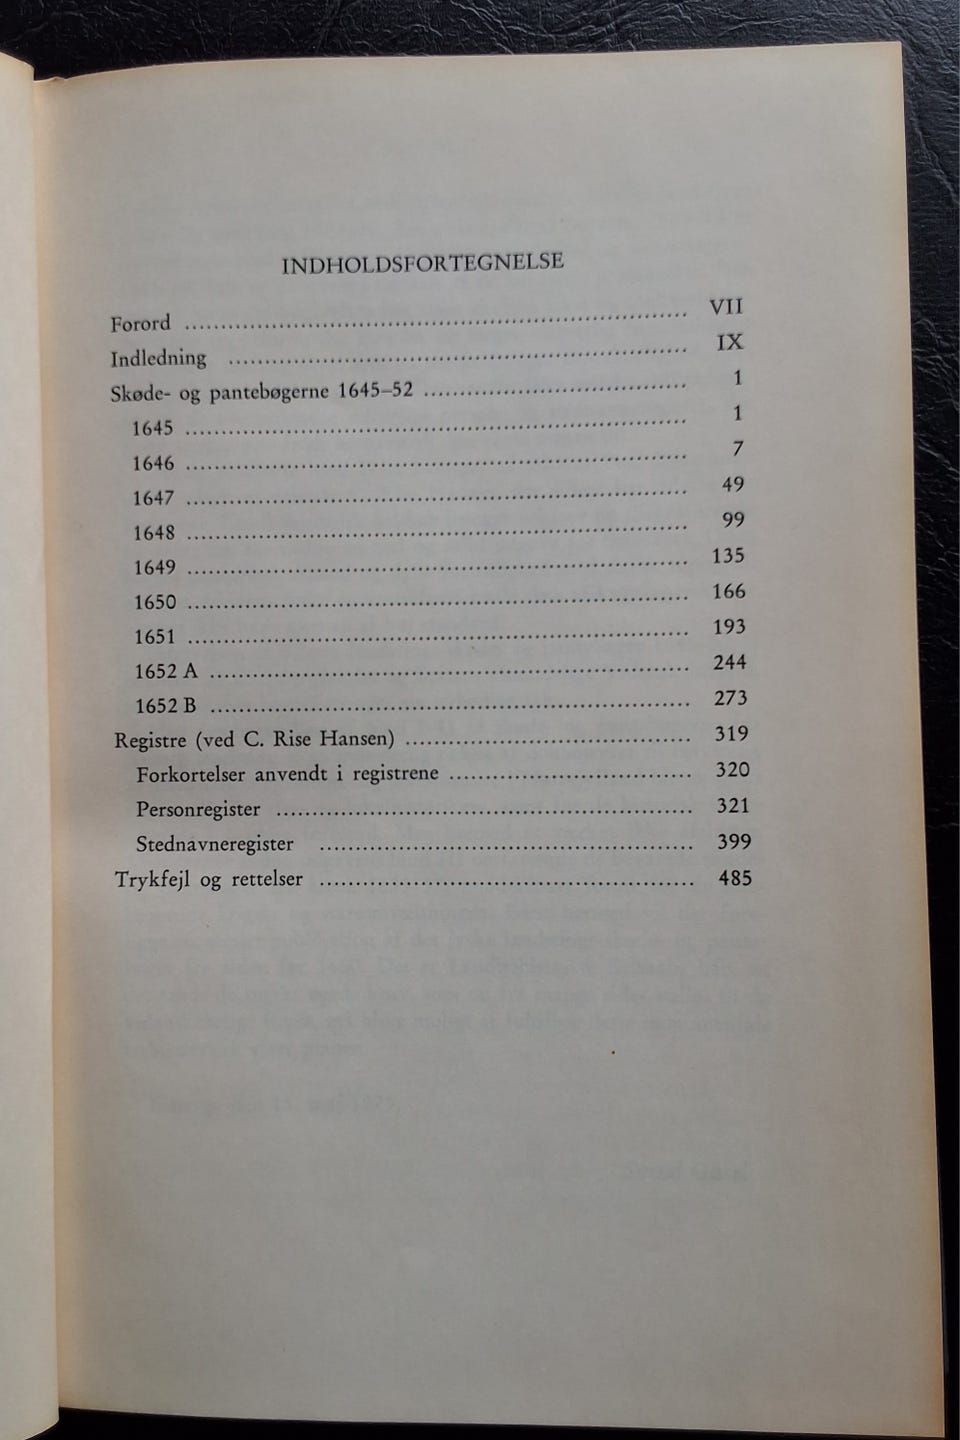 INDHOLDSFORTEGNELSE
Forord ........ VII
Indledning ........ IX
Skøde- og pantebøgerne 1645–52 ........ 1
1645 ........ 1
1646 ........ 7
1647 ........ 49
1648 ........ 99
1649 ........ 135
1650 ........ 166
1651 ........ 193
1652 A ........ 244
1652 B ........ 273
Registre (ved C. Rise Hansen) ........ 319
Forkortelser anvendt i registrene ........ 320
Personregister ........ 321
Stednavneregister ........ 399
Trykfejl og rettelser ........ 485